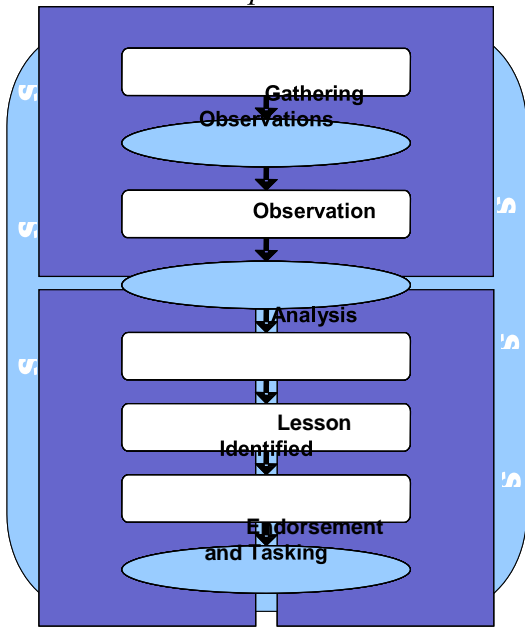 Gathering
Observations
Observation
Analysis
Lesson
Identified
Endorsement
and Tasking